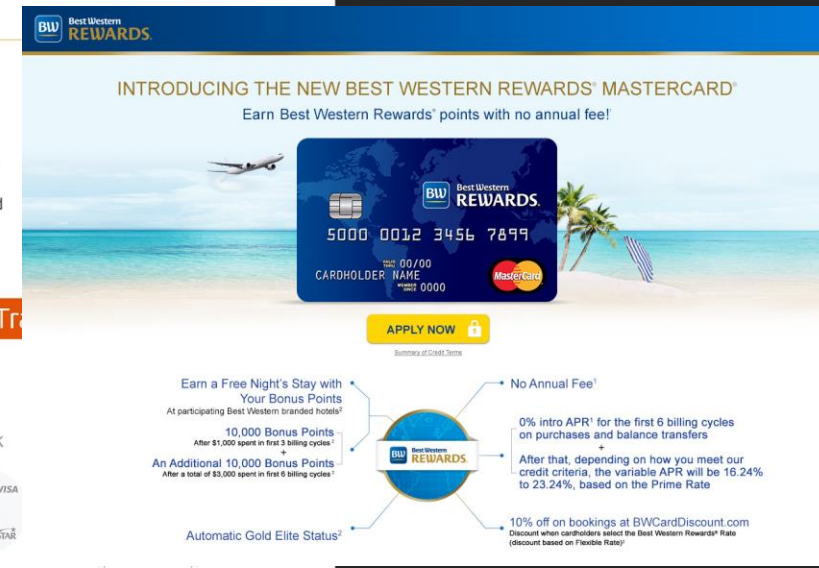 BW Best Western
REWARDS.
INTRODUCING THE NEW BEST WESTERN REWARDS® MASTERCARD®
Earn Best Western Rewards® points with no annual fee!
BW Best Western
REWARDS.
5000 0012 3456 7899
VALID THRU 00/00
CARDHOLDER NAME
MEMBER SINCE 0000
MasterCard
Tra
APPLY NOW
Summary of Credit Terms
Earn a Free Night's Stay with
Your Bonus Points
At participating Best Western branded hotels²
10,000 Bonus Points
After $1,000 spent in first 3 billing cycles²
+
An Additional 10,000 Bonus Points
After a total of $3,000 spent in first 6 billing cycles²
Automatic Gold Elite Status²
BW Best Western
REWARDS.
No Annual Fee¹
0% intro APR¹ for the first 6 billing cycles
on purchases and balance transfers
+
After that, depending on how you meet our
credit criteria, the variable APR will be 16.24%
to 23.24%, based on the Prime Rate
10% off on bookings at BWCardDiscount.com
Discount when cardholders select the Best Western Rewards® Rate
(discount based on Flexible Rate)²
VISA
STAR